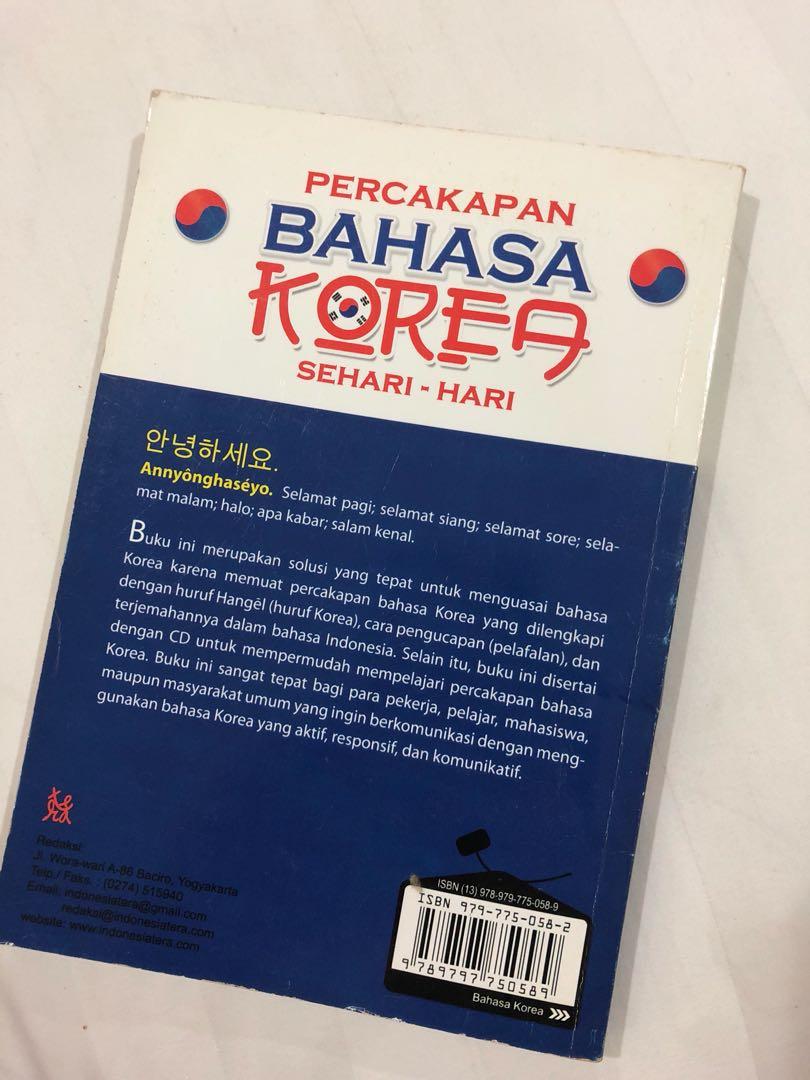 PERCAKAPAN
BAHASA
KOREA
SEHARI - HARI
안녕하세요.
Annyônghaséyo. Selamat pagi; selamat siang; selamat sore; sela-
mat malam; halo; apa kabar; salam kenal.
Buku ini merupakan solusi yang tepat untuk menguasai bahasa
Korea karena memuat percakapan bahasa Korea yang dilengkapi
dengan huruf Hangêl (huruf Korea), cara pengucapan (pelafalan), dan
terjemahannya dalam bahasa Indonesia. Selain itu, buku ini disertai
dengan CD untuk mempermudah mempelajari percakapan bahasa
Korea. Buku ini sangat tepat bagi para pekerja, pelajar, mahasiswa,
maupun masyarakat umum yang ingin berkomunikasi dengan meng-
gunakan bahasa Korea yang aktif, responsif, dan komunikatif.
Redaksi:
Jl. Wora-wari A-86 Baciro, Yogyakarta
Telp./ Faks. : (0274) 515940
Email: indonesiatera@gmail.com
redaksi@indonesiatera.com
website: www.indonesiatera.com
ISBN (13) 978-979-775-058-9
ISBN 979-775-058-2
9 789797 750589
Bahasa Korea